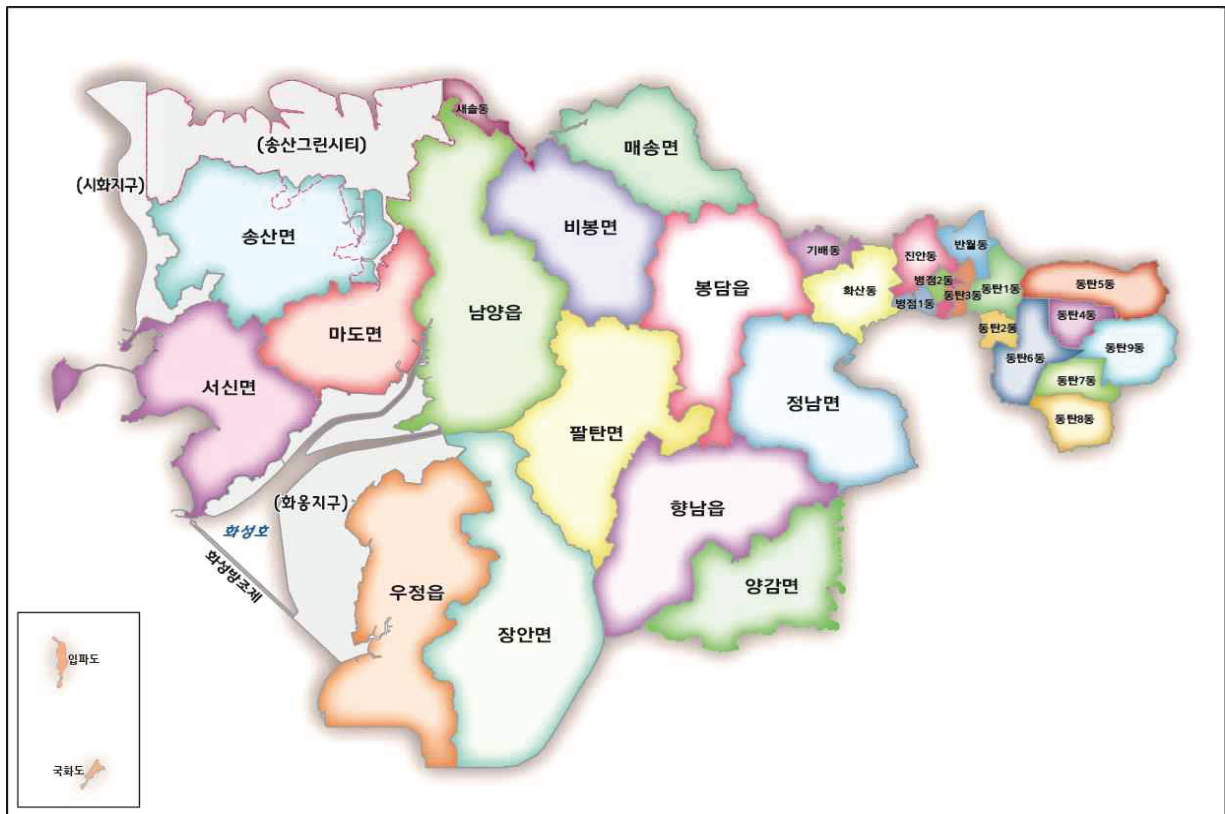 새솔동
(송산그린시티)
매송면
(시화지구)
송산면
비봉면
기배동
진안동
반월동
봉담읍
병점2동
화산동
동탄3동
동탄1동
동탄5동
병점1동
남양읍
마도면
동탄4동
동탄2동
동탄9동
동탄6동
서신면
동탄7동
정남면
동탄8동
팔탄면
(화옹지구)
향남읍
화성호
화성방조제
우정읍
양감면
장안면
입파도
국화도